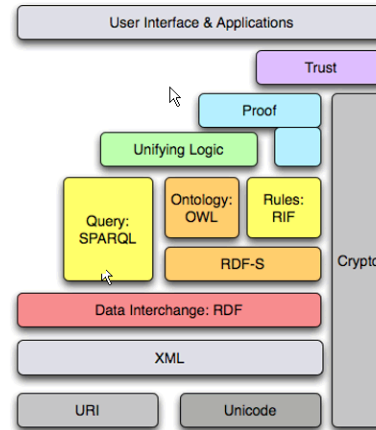 User Interface & Applications
Trust
Proof
Unifying Logic
Query:
SPARQL
Ontology:
OWL
Rules:
RIF
RDF-S
Crypto
Data Interchange: RDF
XML
URI
Unicode